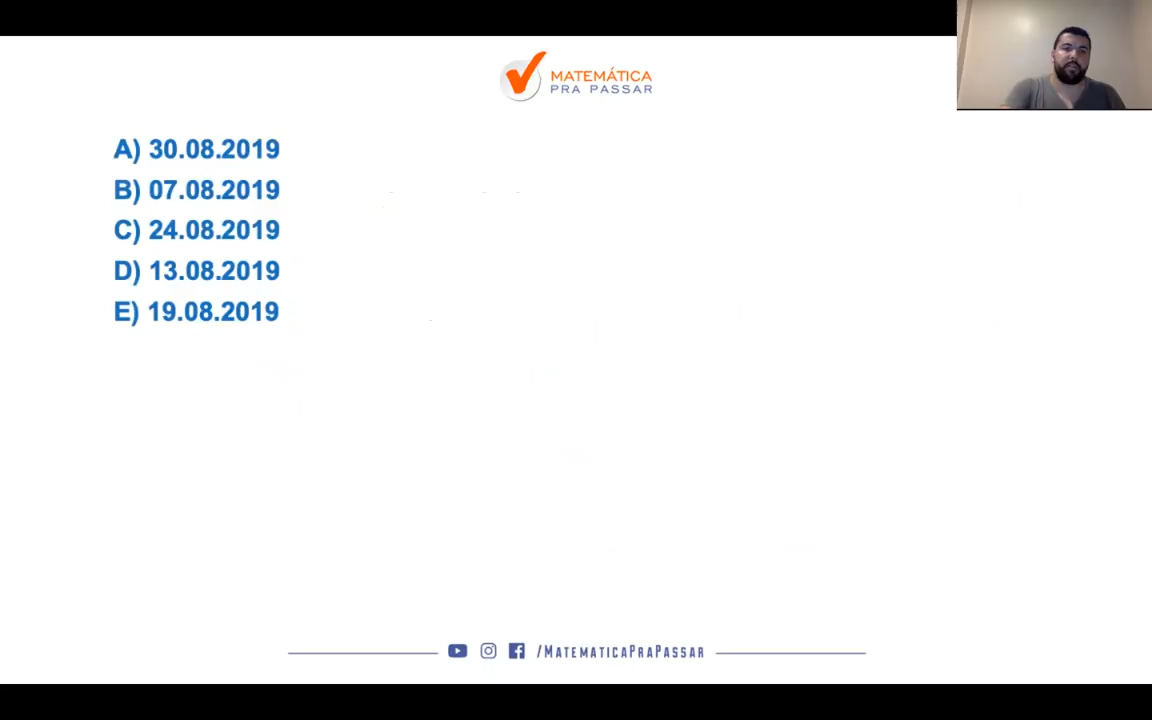 MATEMÁTICA
PRA PASSAR
A) 30.08.2019
B) 07.08.2019
C) 24.08.2019
D) 13.08.2019
E) 19.08.2019
/MATEMATICAPRAPASSAR